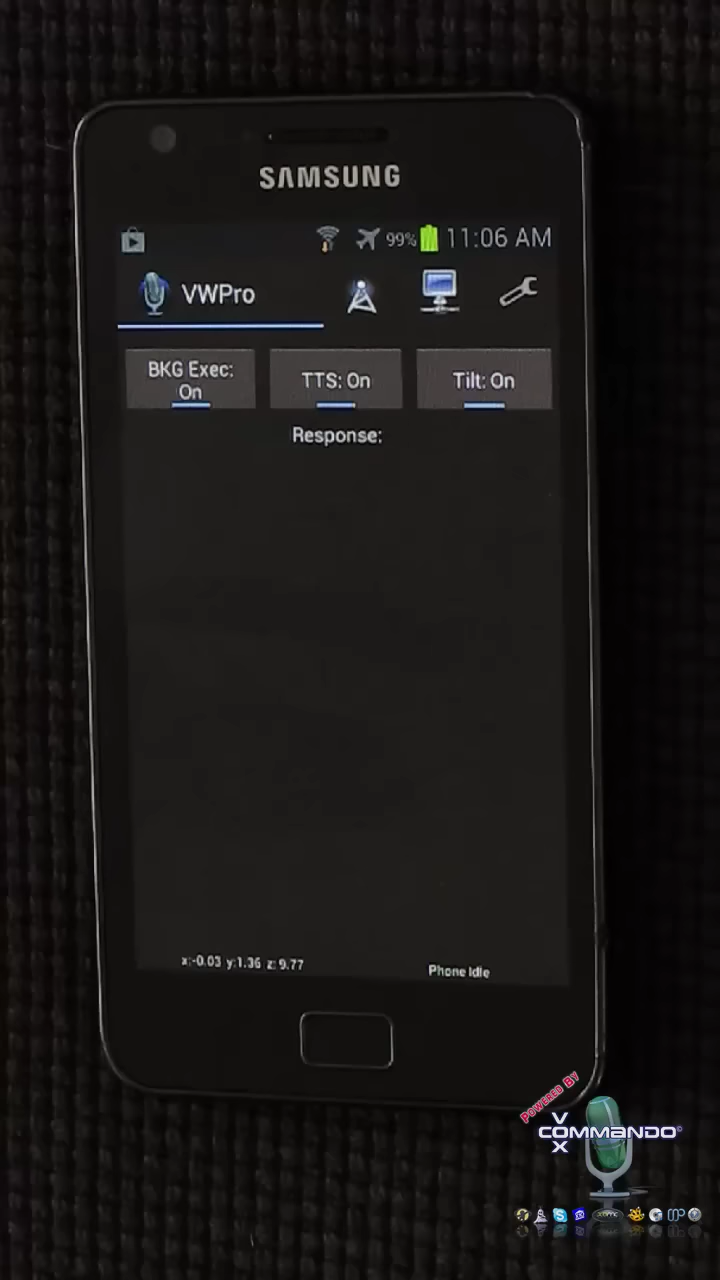 SAMSUNG
99% 11:06 AM
VWPro
BKG Exec:
On
TTS: On
Tilt: On
Response:
x:-0.03 y:1.36 z:9.77
Phone Idle
POWERED BY
VOX
COMMANDO©